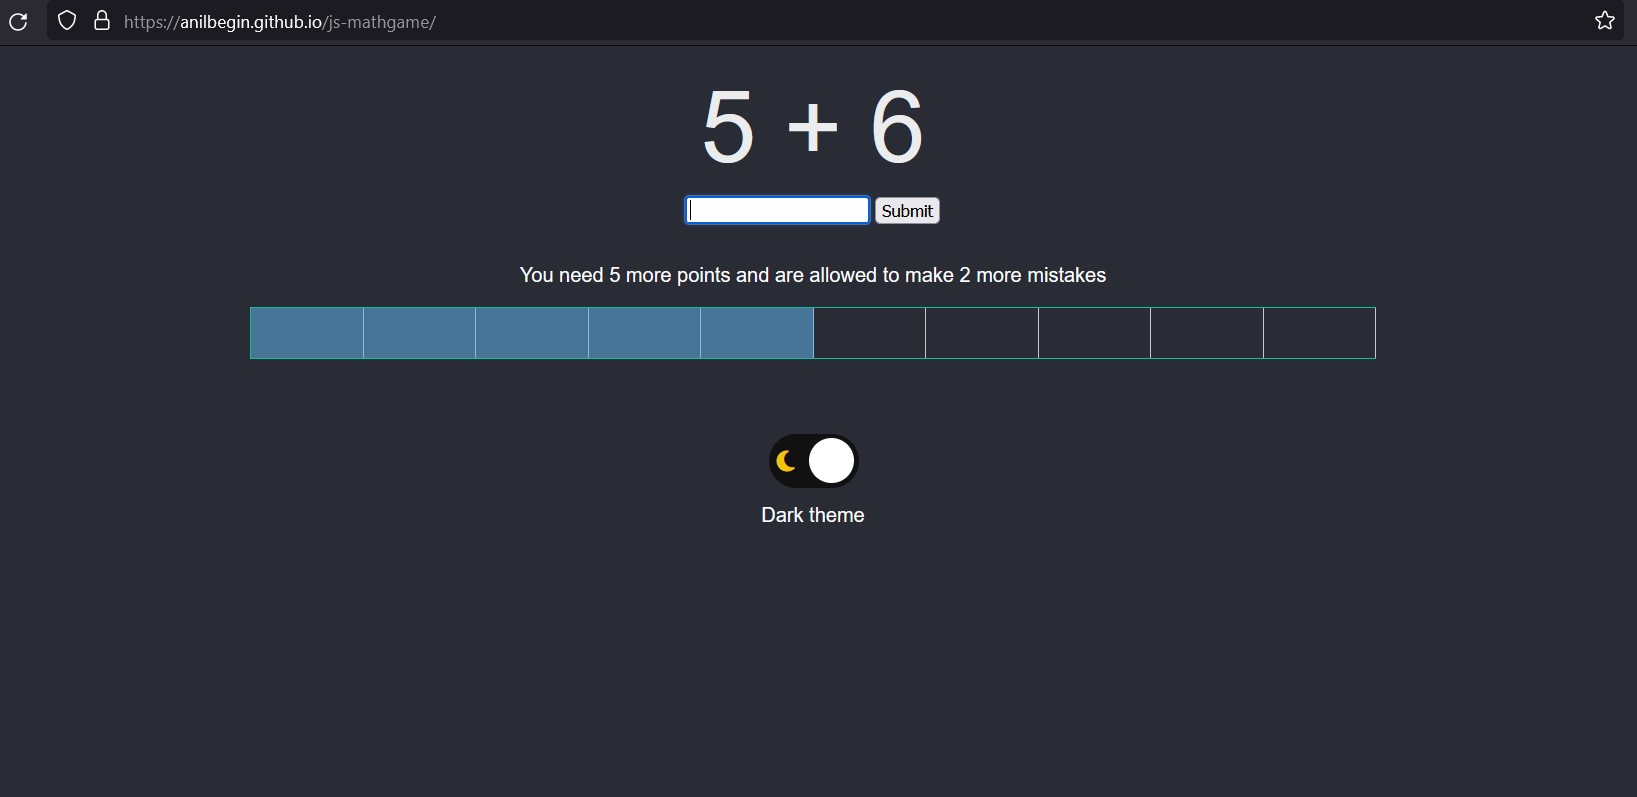 https://anilbegin.github.io/js-mathgame/
5 + 6
Submit
You need 5 more points and are allowed to make 2 more mistakes
Dark theme